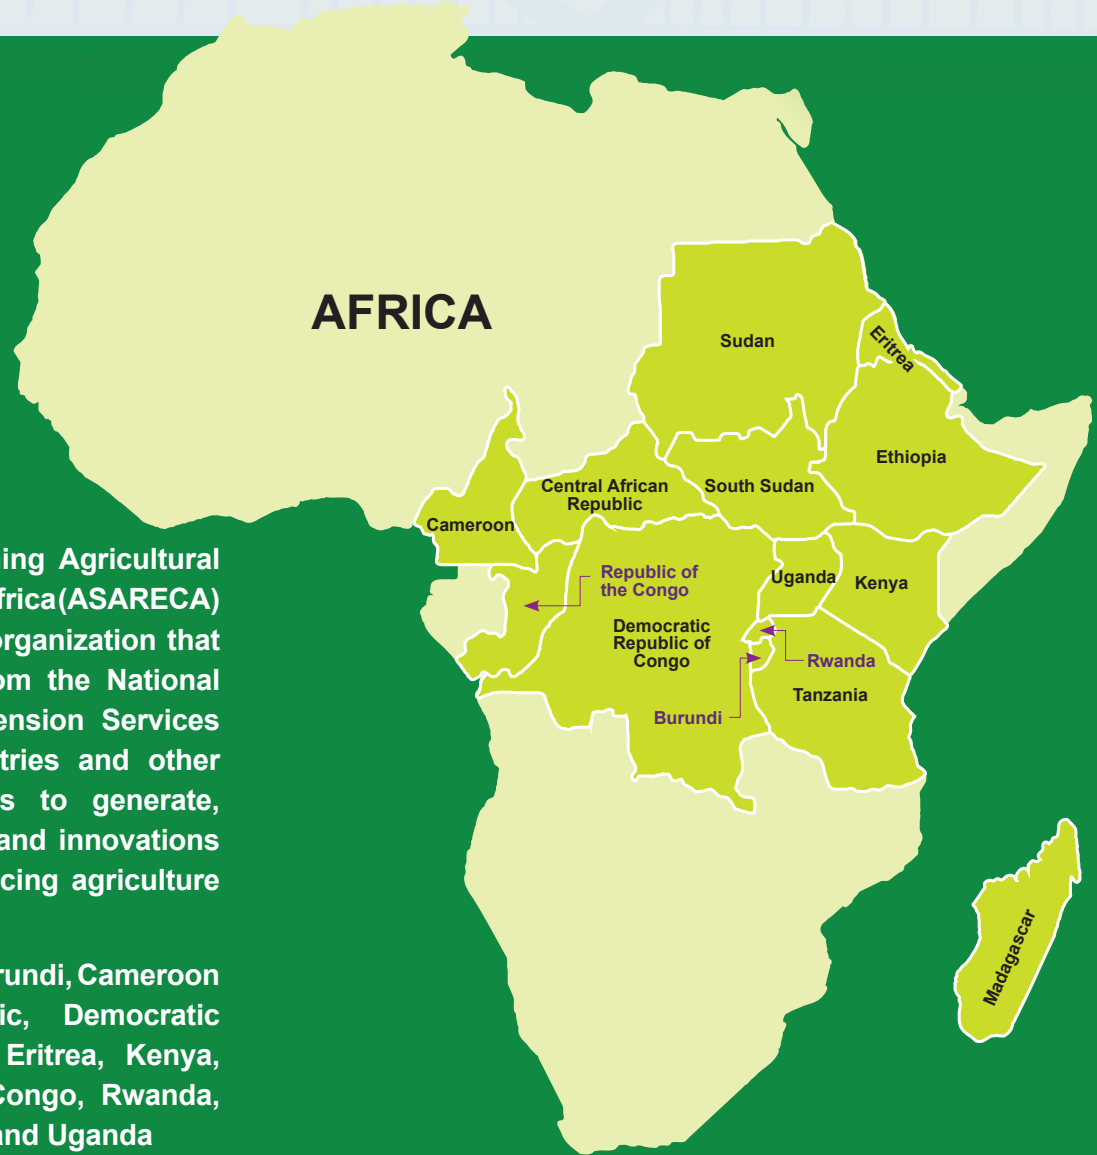 AFRICA
Sudan
Eritrea
Ethiopia
Central African
Republic
South Sudan
Cameroon
Republic of
the Congo
Uganda
Kenya
Democratic
Republic of
Congo
Rwanda
Tanzania
Burundi
Madagascar
ning Agricultural
frica(ASARECA)
organization that
om the National
ension Services
tries and other
s to generate,
and innovations
cing agriculture
rundi, Cameroon
ic, Democratic
Eritrea, Kenya,
Congo, Rwanda,
and Uganda